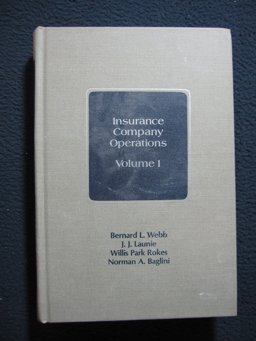 Insurance
Company
Operations
Volume I
Bernard L. Webb
J. J. Launie
Willis Park Rokes
Norman A. Baglini